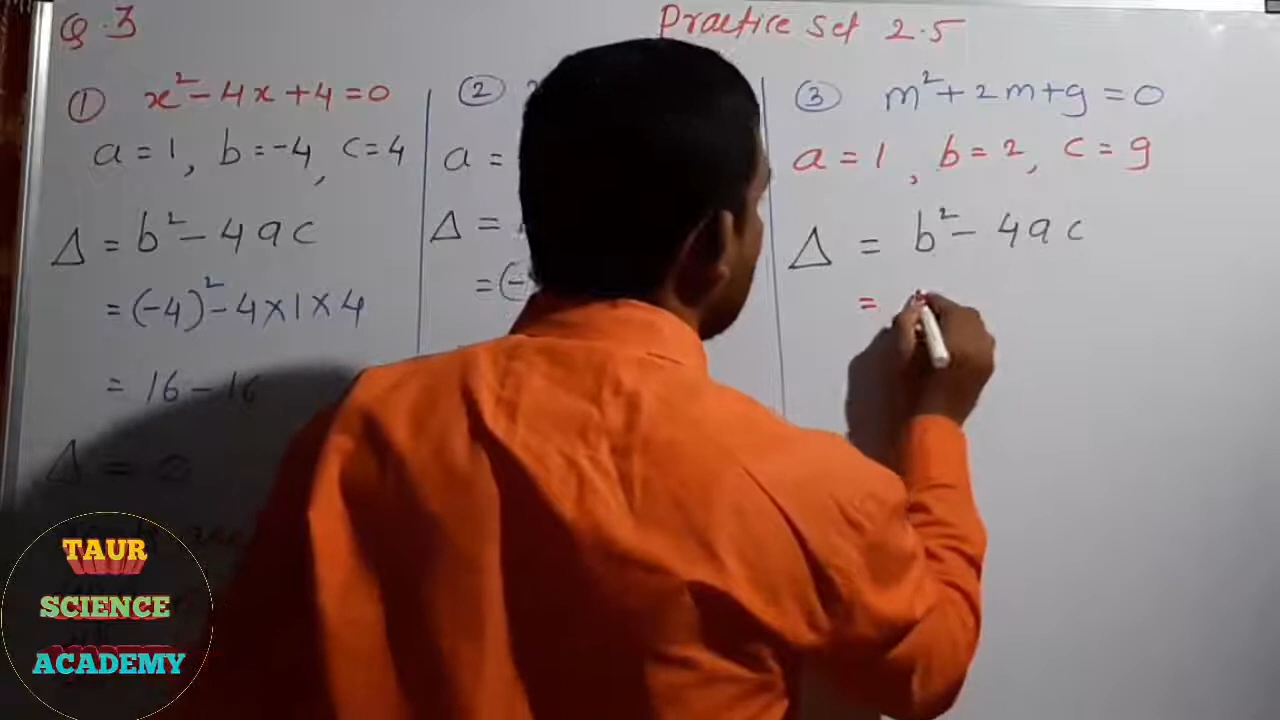 Q.3
Practice Set 2.5
① x² - 4x + 4 = 0
a = 1, b = -4, c = 4
Δ = b² - 4ac
= (-4)² - 4 × 1 × 4
= 16 - 16
Δ = 0
②
a =
Δ =
= (-
③ m² + 2m + 9 = 0
a = 1, b = 2, c = 9
Δ = b² - 4ac
=
TAUR
SCIENCE
ACADEMY